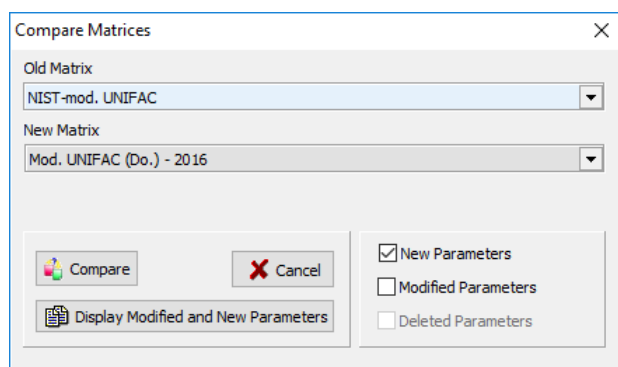 Compare Matrices
Old Matrix
NIST-mod. UNIFAC
New Matrix
Mod. UNIFAC (Do.) - 2016
Compare
Cancel
Display Modified and New Parameters
New Parameters
Modified Parameters
Deleted Parameters